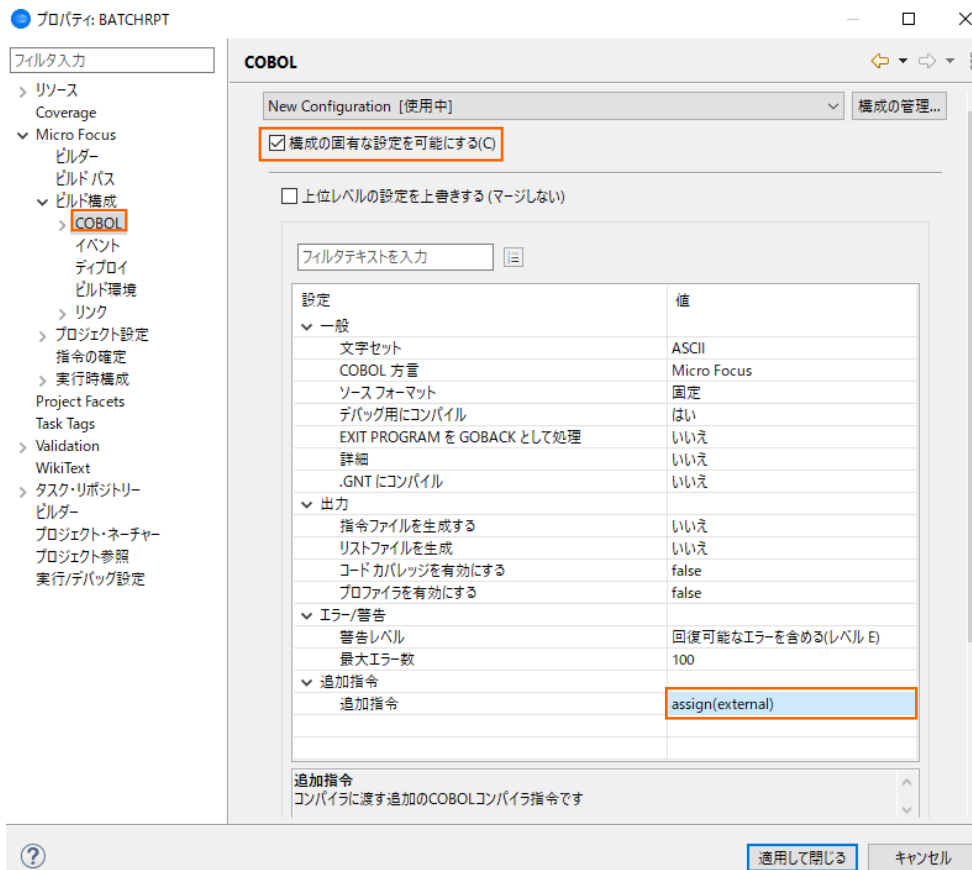 プロパティ: BATCHRPT
フィルタ入力
リソース
Coverage
Micro Focus
ビルダー
ビルド パス
ビルド構成
COBOL
イベント
ディプロイ
ビルド環境
リンク
プロジェクト設定
指令の確定
実行時構成
Project Facets
Task Tags
Validation
WikiText
タスク・リポジトリー
ビルダー
プロジェクト・ネーチャー
プロジェクト参照
実行/デバッグ設定
COBOL
New Configuration [使用中]
構成の管理...
構成の固有な設定を可能にする(C)
上位レベルの設定を上書きする (マージしない)
フィルタテキストを入力
設定 値
一般
文字セット ASCII
COBOL 方言 Micro Focus
ソース フォーマット 固定
デバッグ用にコンパイル はい
EXIT PROGRAM を GOBACK として処理 いいえ
詳細 いいえ
.GNT にコンパイル いいえ
出力
指令ファイルを生成する いいえ
リストファイルを生成 いいえ
コード カバレッジを有効にする false
プロファイラを有効にする false
エラー/警告
警告レベル 回復可能なエラーを含める(レベル E)
最大エラー数 100
追加指令
追加指令 assign(external)
追加指令
コンパイラに渡す追加のCOBOLコンパイラ指令です
適用して閉じる
キャンセル